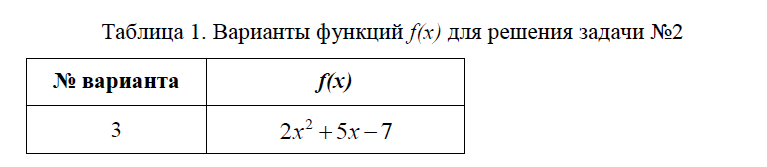 Таблица 1. Варианты функций f(x) для решения задачи №2
№ варианта f(x)
3 2x² + 5x − 7